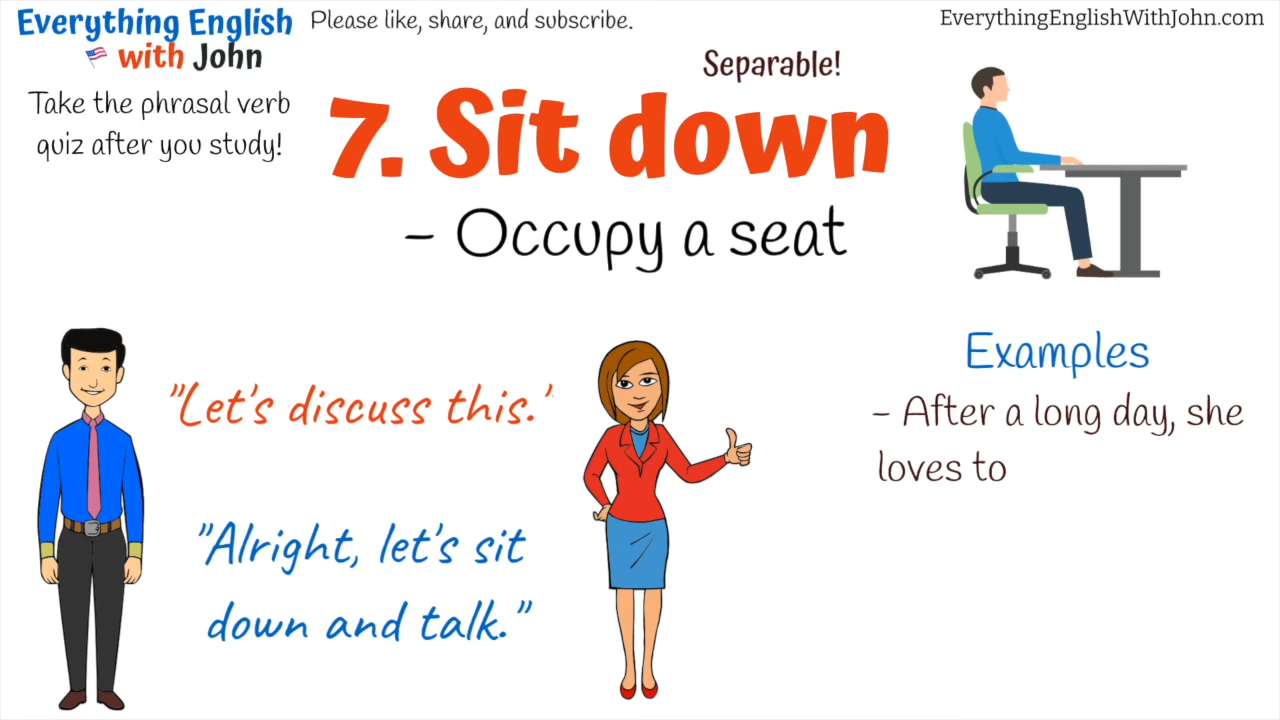 Everything English
with John
Please like, share, and subscribe.
EverythingEnglishWithJohn.com
Take the phrasal verb
quiz after you study!
Separable!
7. Sit down
- Occupy a seat
"Let's discuss this.'
"Alright, let's sit
down and talk."
Examples
- After a long day, she
loves to